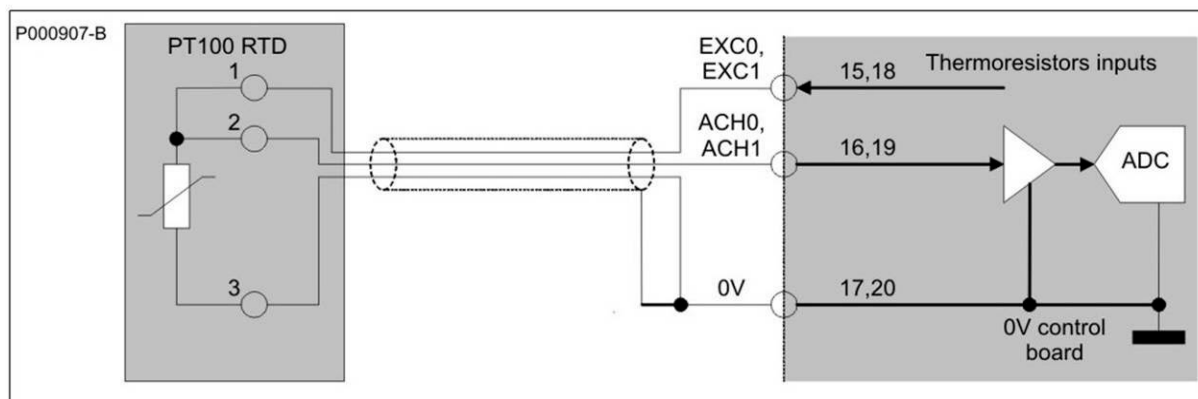 P000907-B
PT100 RTD
1
2
3
EXC0,
EXC1
ACH0,
ACH1
0V
15,18
Thermoresistors inputs
16,19
ADC
17,20
0V control
board